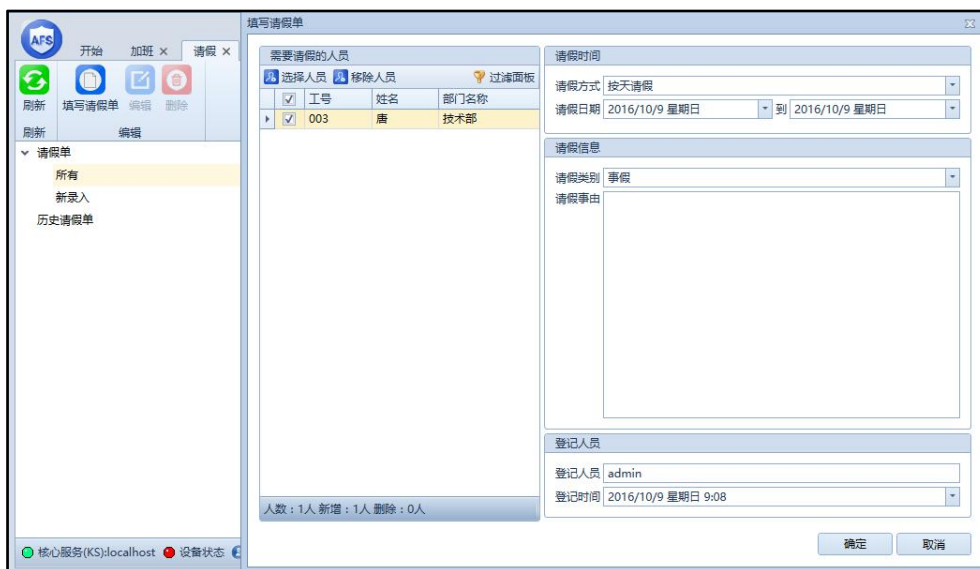 AFS
开始 加班 请假
刷新 填写请假单 编辑 删除
刷新 编辑
请假单
所有
新录入
历史请假单
核心服务(KS):localhost 设备状态
填写请假单
需要请假的人员
选择人员 移除人员 过滤面板
工号 姓名 部门名称
003 唐 技术部
人数：1人 新增：1人 删除：0人
请假时间
请假方式 按天请假
请假日期 2016/10/9 星期日 到 2016/10/9 星期日
请假信息
请假类别 事假
请假事由
登记人员
登记人员 admin
登记时间 2016/10/9 星期日 9:08
确定 取消